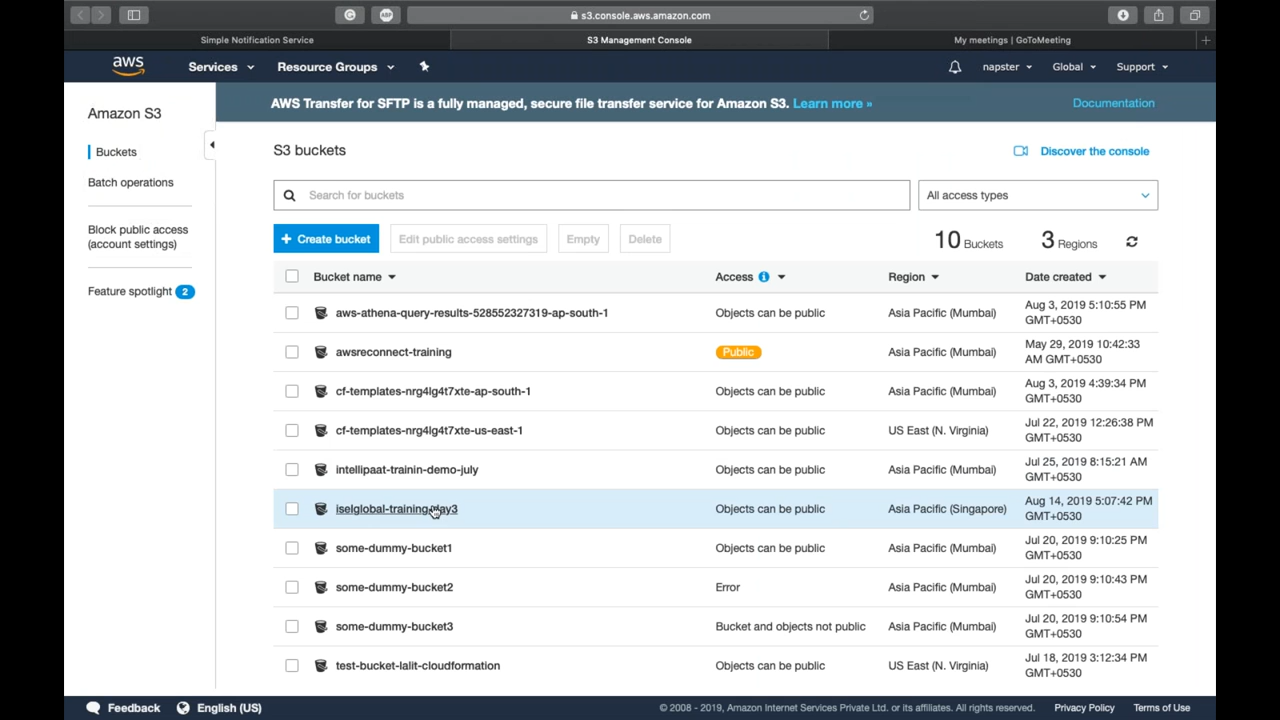 s3.console.aws.amazon.com
Simple Notification Service
S3 Management Console
My meetings | GoToMeeting
aws
Services
Resource Groups
napster
Global
Support
Amazon S3
Buckets
Batch operations
Block public access
(account settings)
Feature spotlight 2
AWS Transfer for SFTP is a fully managed, secure file transfer service for Amazon S3. Learn more »
Documentation
S3 buckets
Discover the console
Search for buckets
All access types
+ Create bucket
Edit public access settings
Empty
Delete
10 Buckets
3 Regions
Bucket name
Access
Region
Date created
aws-athena-query-results-528552327319-ap-south-1
Objects can be public
Asia Pacific (Mumbai)
Aug 3, 2019 5:10:55 PM
GMT+0530
awsreconnect-training
Public
Asia Pacific (Mumbai)
May 29, 2019 10:42:33
AM GMT+0530
cf-templates-nrg4lg4t7xte-ap-south-1
Objects can be public
Asia Pacific (Mumbai)
Aug 3, 2019 4:39:34 PM
GMT+0530
cf-templates-nrg4lg4t7xte-us-east-1
Objects can be public
US East (N. Virginia)
Jul 22, 2019 12:26:38 PM
GMT+0530
intellipaat-trainin-demo-july
Objects can be public
Asia Pacific (Mumbai)
Jul 25, 2019 8:15:21 AM
GMT+0530
iselglobal-training-day3
Objects can be public
Asia Pacific (Singapore)
Aug 14, 2019 5:07:42 PM
GMT+0530
some-dummy-bucket1
Objects can be public
Asia Pacific (Mumbai)
Jul 20, 2019 9:10:25 PM
GMT+0530
some-dummy-bucket2
Error
Asia Pacific (Mumbai)
Jul 20, 2019 9:10:43 PM
GMT+0530
some-dummy-bucket3
Bucket and objects not public
Asia Pacific (Mumbai)
Jul 20, 2019 9:10:54 PM
GMT+0530
test-bucket-lalit-cloudformation
Objects can be public
US East (N. Virginia)
Jul 18, 2019 3:12:34 PM
GMT+0530
Feedback
English (US)
© 2008 - 2019, Amazon Internet Services Private Ltd. or its affiliates. All rights reserved.
Privacy Policy
Terms of Use